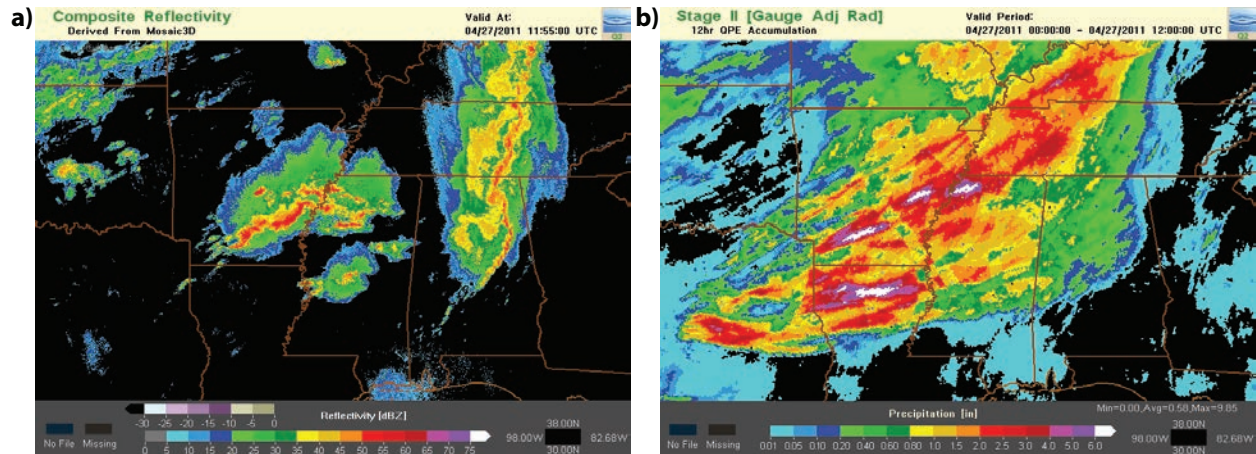 a)
Composite Reflectivity
Derived From Mosaic3D
Valid At:
04/27/2011 11:55:00 UTC
Q2
-30 -25 -20 -15 -10 -5 0
Reflectivity [dBZ]
No File
Missing
0 5 10 15 20 25 30 35 40 45 50 55 60 65 70 75
38.00N
98.00W
82.68W
30.00N
b)
Stage II [Gauge Adj Rad]
12hr QPE Accumulation
Valid Period:
04/27/2011 00:00:00 - 04/27/2011 12:00:00 UTC
Q2
Min=0.00,Avg=0.58,Max=9.85
Precipitation [in]
No File
Missing
0.01 0.05 0.10 0.20 0.40 0.60 0.80 1.0 1.5 2.0 2.5 3.0 4.0 5.0 6.0
38.00N
98.00W
82.68W
30.00N